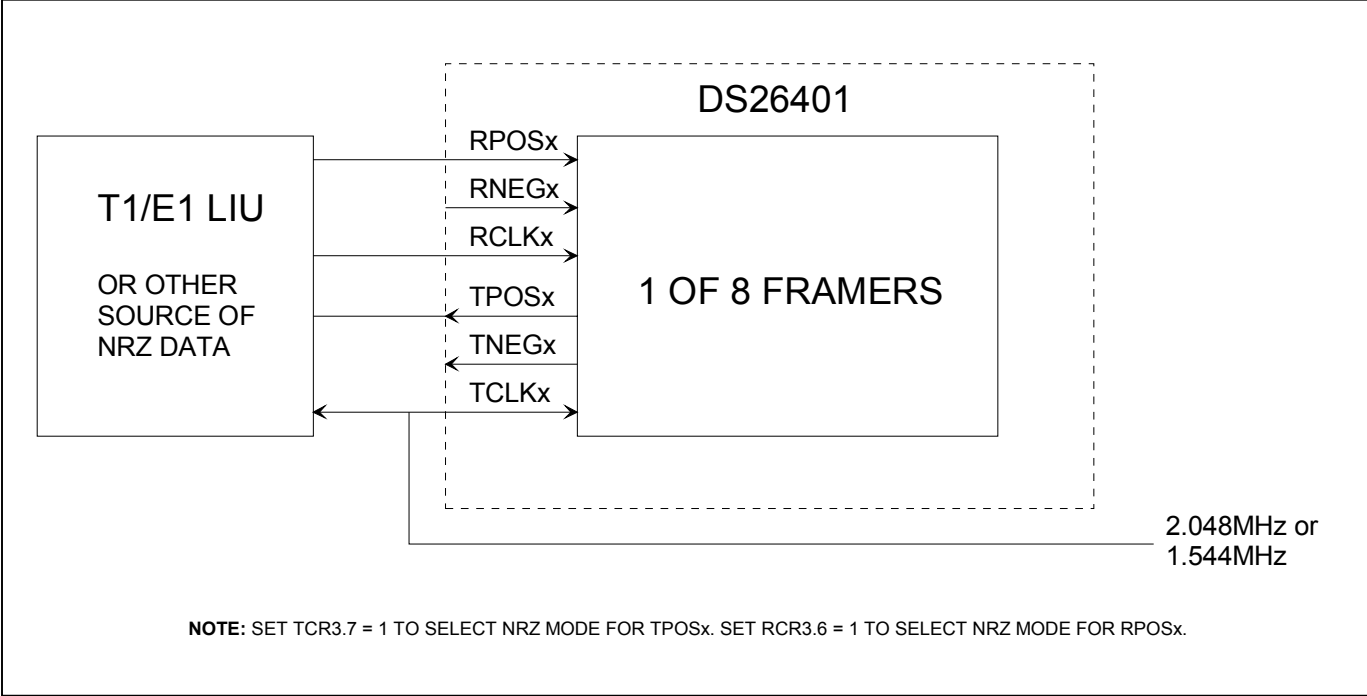 DS26401
T1/E1 LIU
OR OTHER
SOURCE OF
NRZ DATA
RPOSx
RNEGx
RCLKx
TPOSx
TNEGx
TCLKx
1 OF 8 FRAMERS
2.048MHz or
1.544MHz
NOTE: SET TCR3.7 = 1 TO SELECT NRZ MODE FOR TPOSx. SET RCR3.6 = 1 TO SELECT NRZ MODE FOR RPOSx.